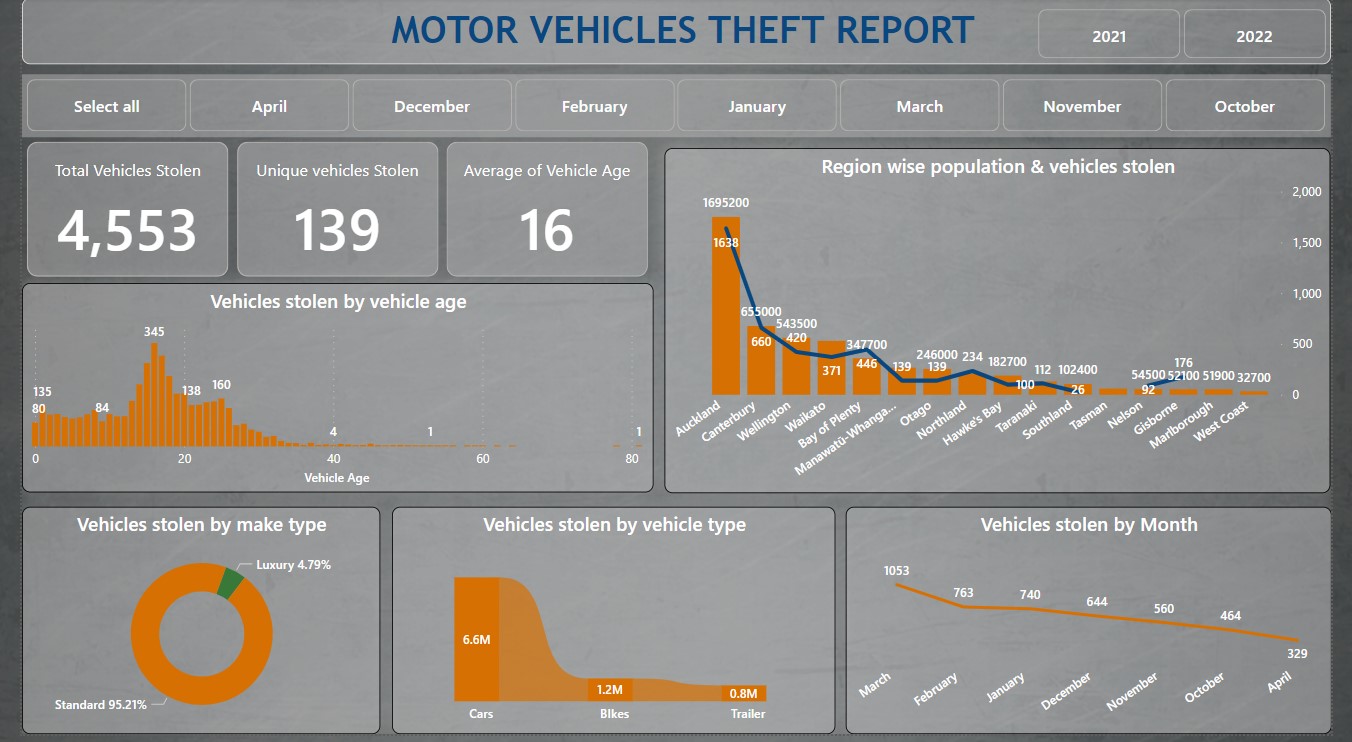 MOTOR VEHICLES THEFT REPORT
2021
2022
Select all
April
December
February
January
March
November
October
Total Vehicles Stolen
4,553
Unique vehicles Stolen
139
Average of Vehicle Age
16
Vehicles stolen by vehicle age
345
135
80
84
138
160
4
1
1
0
20
40
60
80
Vehicle Age
Region wise population & vehicles stolen
2,000
1,500
1,000
500
0
1695200
1638
655000
660
543500
420
371
347700
446
139
246000
139
234
182700
100
112
102400
26
54500
92
176
52100
51900
32700
Auckland
Canterbury
Wellington
Waikato
Bay of Plenty
Manawatū-Whanga...
Otago
Northland
Hawke's Bay
Taranaki
Southland
Tasman
Nelson
Gisborne
Marlborough
West Coast
Vehicles stolen by make type
Luxury 4.79%
Standard 95.21%
Vehicles stolen by vehicle type
6.6M
1.2M
0.8M
Cars
BIkes
Trailer
Vehicles stolen by Month
1053
763
740
644
560
464
329
March
February
January
December
November
October
April